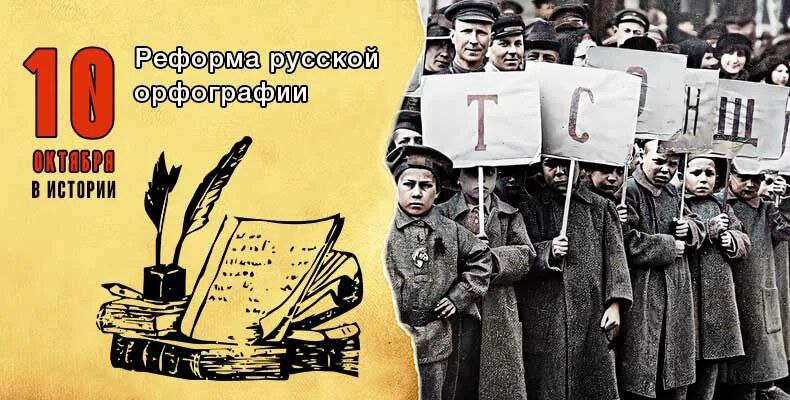 10
ОКТЯБРЯ
В ИСТОРИИ
Реформа русской
орфографии
Т С О Н Щ